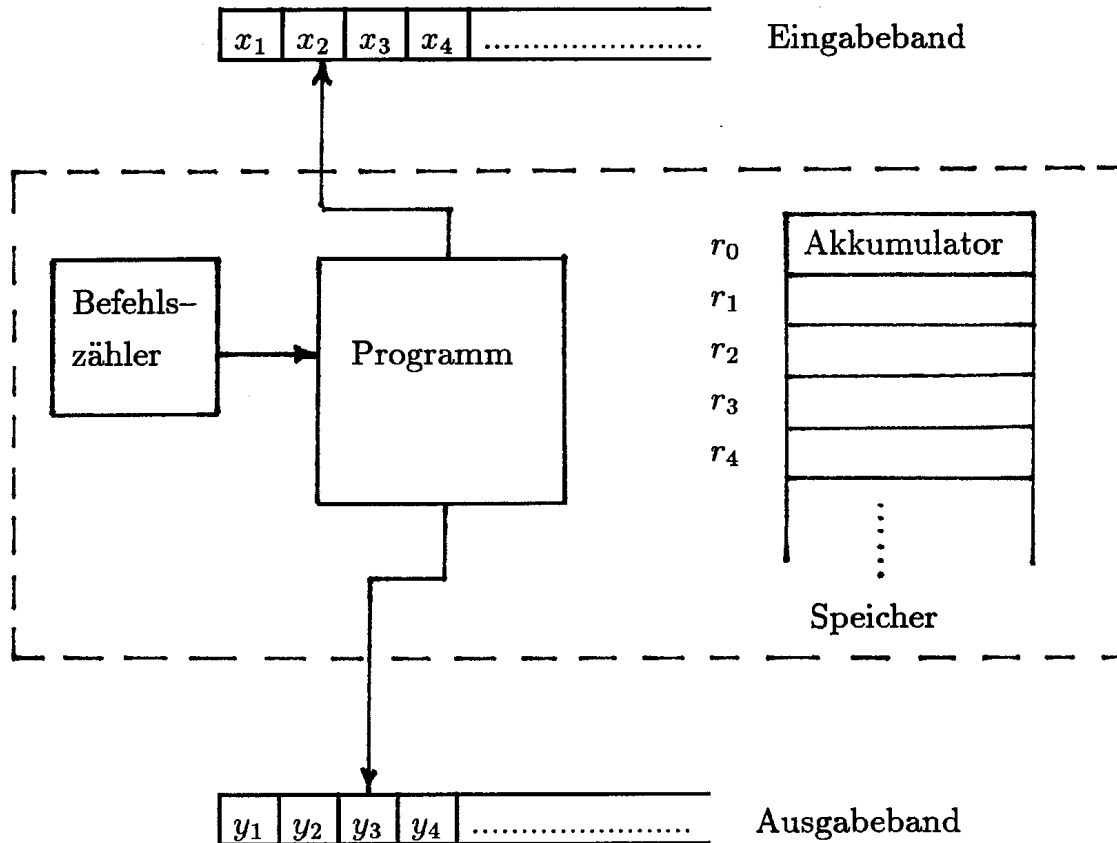 x1 x2 x3 x4 ........................ Eingabeband
r0 Akkumulator
Befehls–
zähler
Programm
r1
r2
r3
r4
Speicher
y1 y2 y3 y4 ........................ Ausgabeband